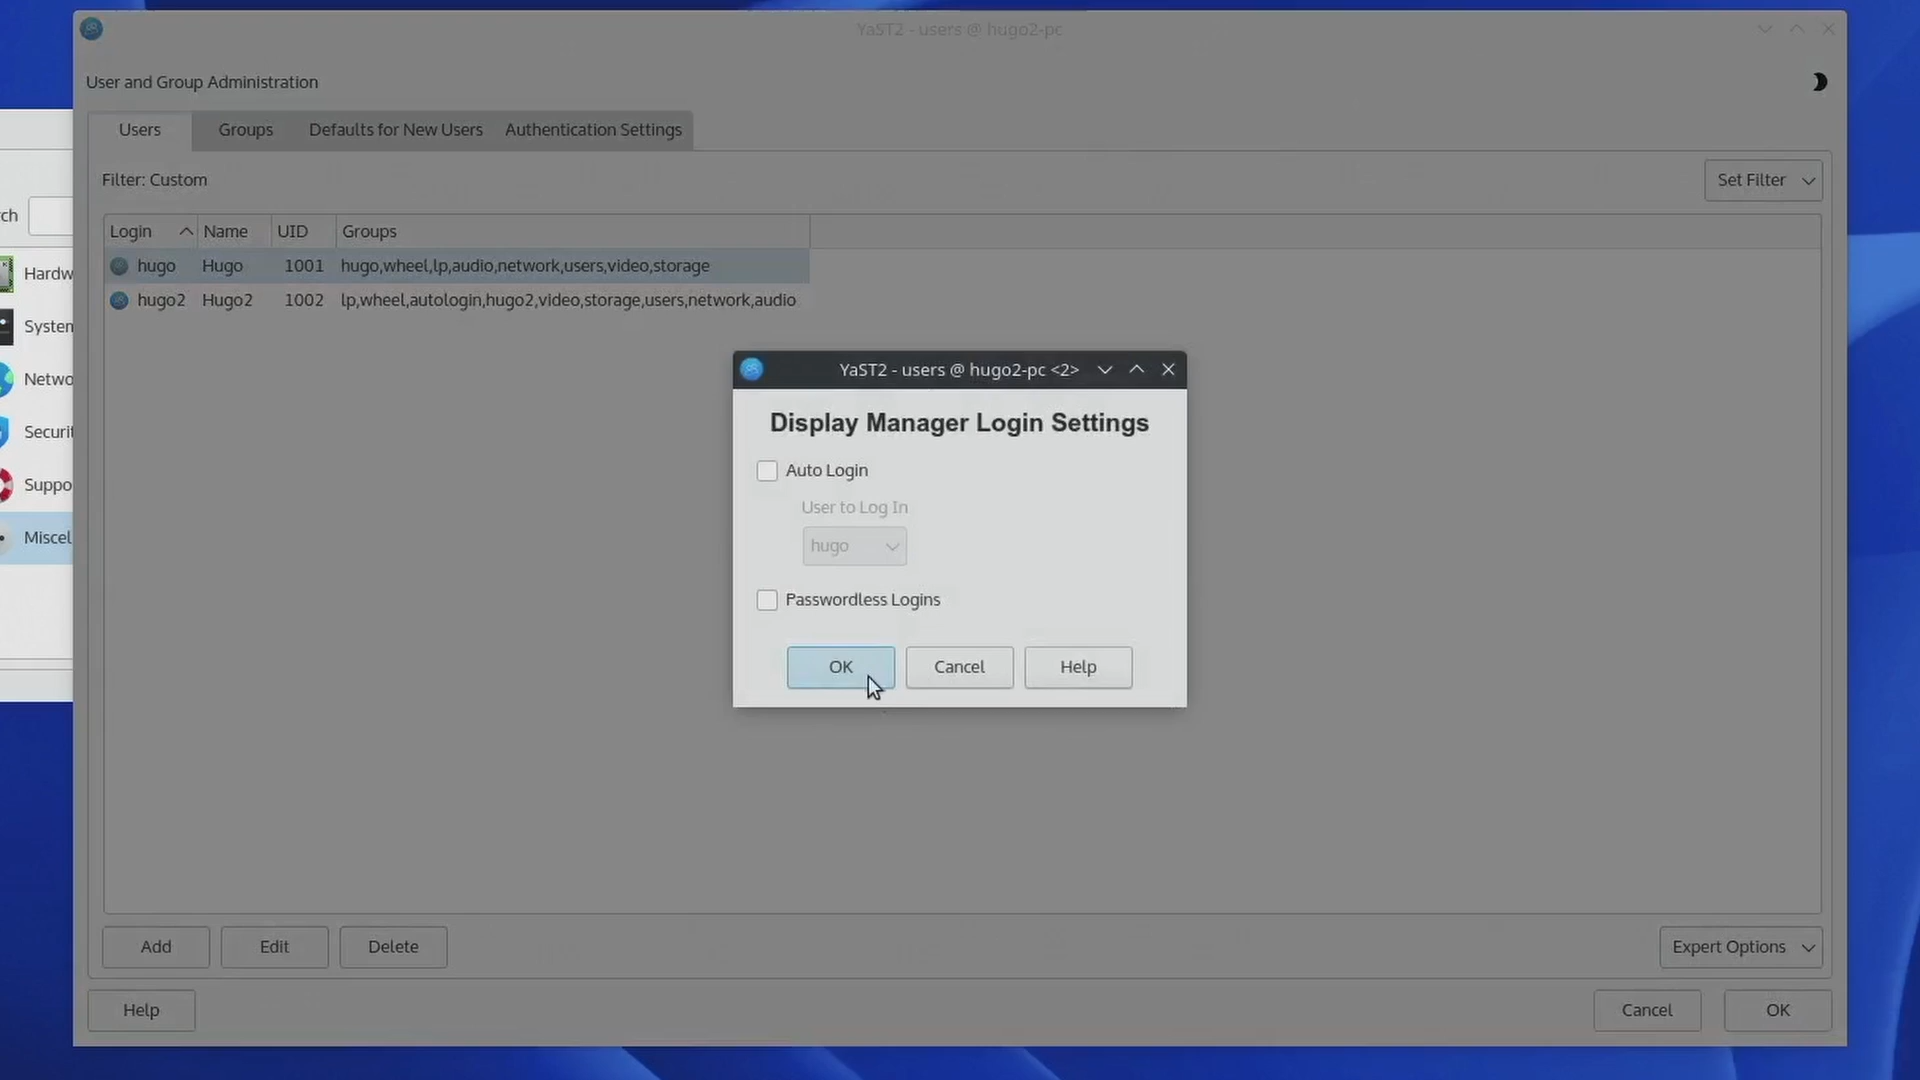 YaST2 - users @ hugo2-pc
User and Group Administration
Users
Groups
Defaults for New Users
Authentication Settings
Filter: Custom
Set Filter
ch
Login
Name
UID
Groups
Hardw
hugo
Hugo
1001
hugo,wheel,lp,audio,network,users,video,storage
hugo2
Hugo2
1002
lp,wheel,autologin,hugo2,video,storage,users,network,audio
System
Netwo
Securit
Suppo
Miscel
YaST2 - users @ hugo2-pc <2>
Display Manager Login Settings
Auto Login
User to Log In
hugo
Passwordless Logins
OK
Cancel
Help
Add
Edit
Delete
Expert Options
Help
Cancel
OK